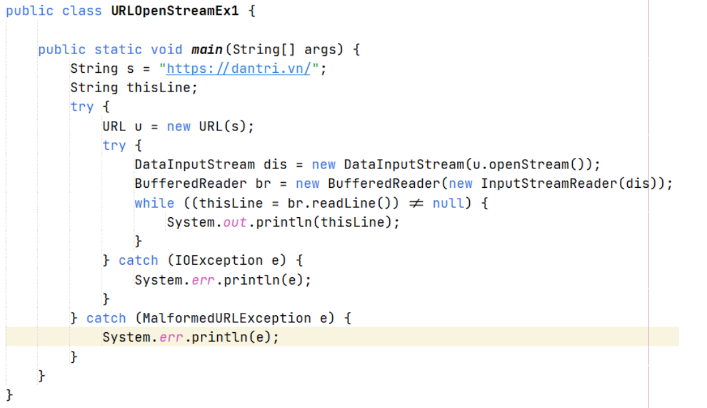 public class URLOpenStreamEx1 {
public static void main(String[] args) {
String s = "https://dantri.vn/";
String thisLine;
try {
URL u = new URL(s);
try {
DataInputStream dis = new DataInputStream(u.openStream());
BufferedReader br = new BufferedReader(new InputStreamReader(dis));
while ((thisLine = br.readLine()) ≠ null) {
System.out.println(thisLine);
}
} catch (IOException e) {
System.err.println(e);
}
} catch (MalformedURLException e) {
System.err.println(e);
}
}
}